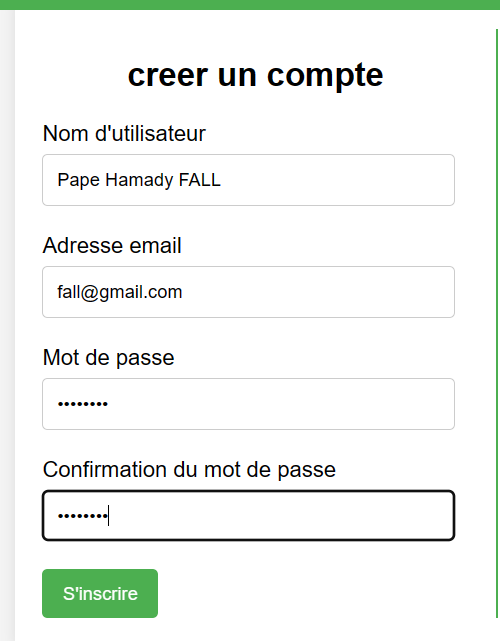 creer un compte
Nom d'utilisateur
Pape Hamady FALL
Adresse email
fall@gmail.com
Mot de passe
••••••••
Confirmation du mot de passe
••••••••
S'inscrire